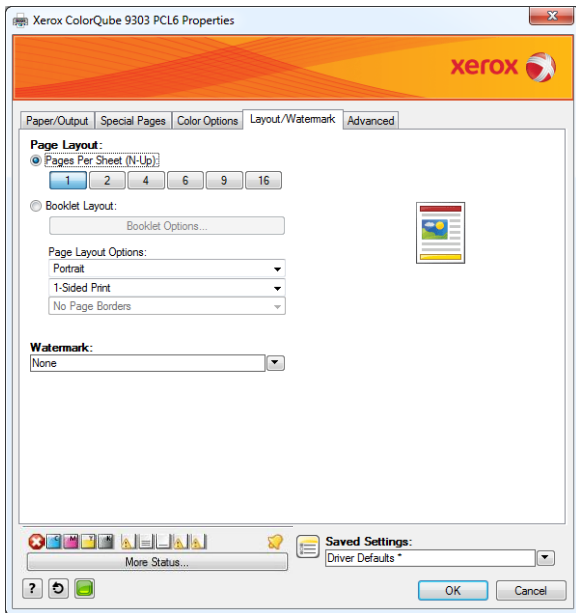 Xerox ColorQube 9303 PCL6 Properties
xerox
Paper/Output Special Pages Color Options Layout/Watermark Advanced
Page Layout:
Pages Per Sheet (N-Up):
1 2 4 6 9 16
Booklet Layout:
Booklet Options...
Page Layout Options:
Portrait
1-Sided Print
No Page Borders
Watermark:
None
C M Y K
Saved Settings:
Driver Defaults *
More Status...
?
OK Cancel